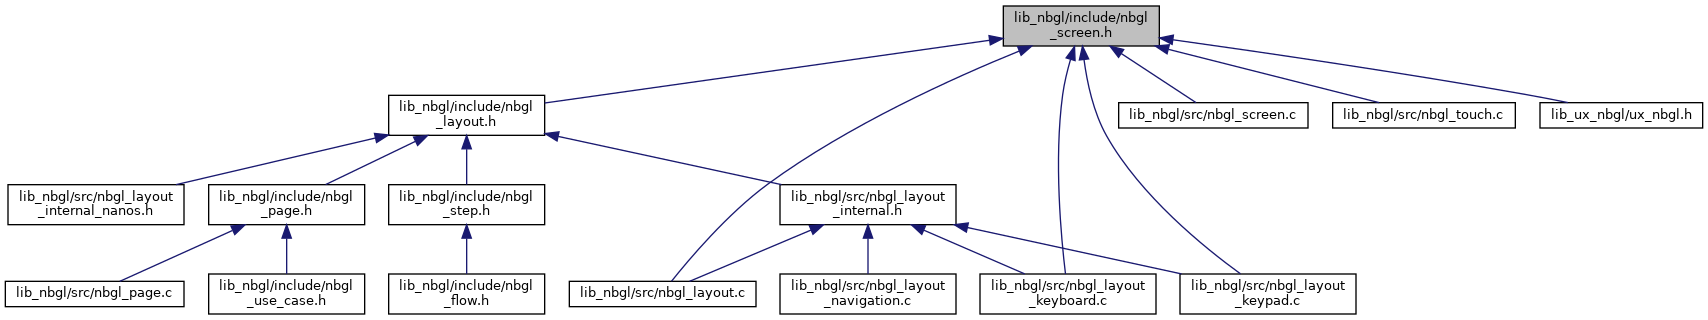 lib_nbgl/include/nbgl
_screen.h
lib_nbgl/include/nbgl
_layout.h
lib_nbgl/src/nbgl_screen.c
lib_nbgl/src/nbgl_touch.c
lib_ux_nbgl/ux_nbgl.h
lib_nbgl/src/nbgl_layout
_internal_nanos.h
lib_nbgl/include/nbgl
_page.h
lib_nbgl/include/nbgl
_step.h
lib_nbgl/src/nbgl_layout
_internal.h
lib_nbgl/src/nbgl_page.c
lib_nbgl/include/nbgl
_use_case.h
lib_nbgl/include/nbgl
_flow.h
lib_nbgl/src/nbgl_layout.c
lib_nbgl/src/nbgl_layout
_navigation.c
lib_nbgl/src/nbgl_layout
_keyboard.c
lib_nbgl/src/nbgl_layout
_keypad.c